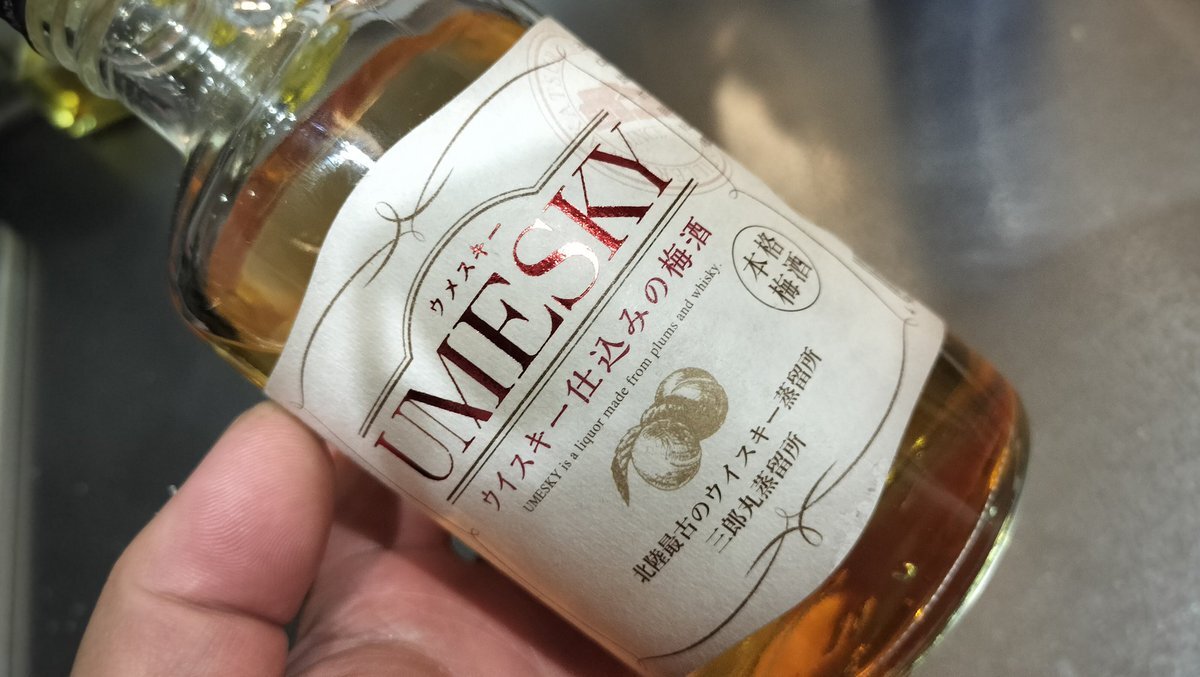 ウメスキー
UMESKY
ウイスキー仕込みの梅酒
UMESKY is a liquor made from plums and whisky.
本格
梅酒
北陸最古のウイスキー蒸留所
三郎丸蒸留所